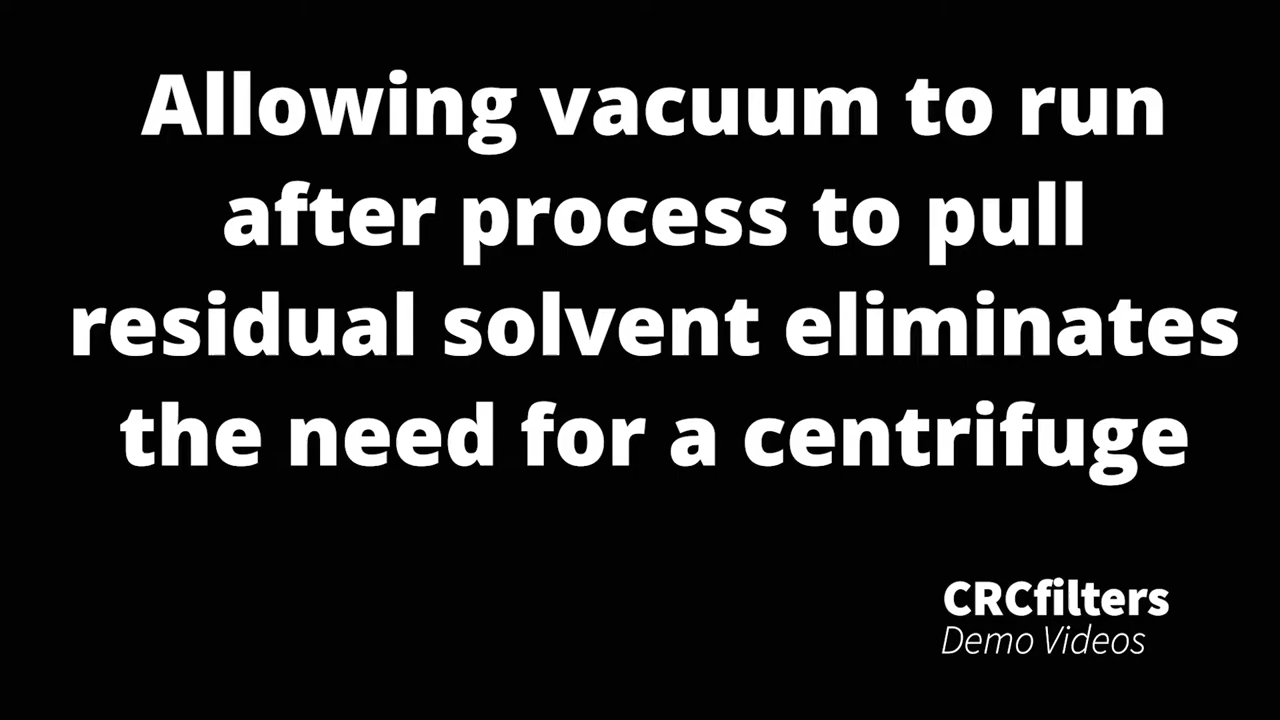 Allowing vacuum to run
after process to pull
residual solvent eliminates
the need for a centrifuge
CRCfilters
Demo Videos